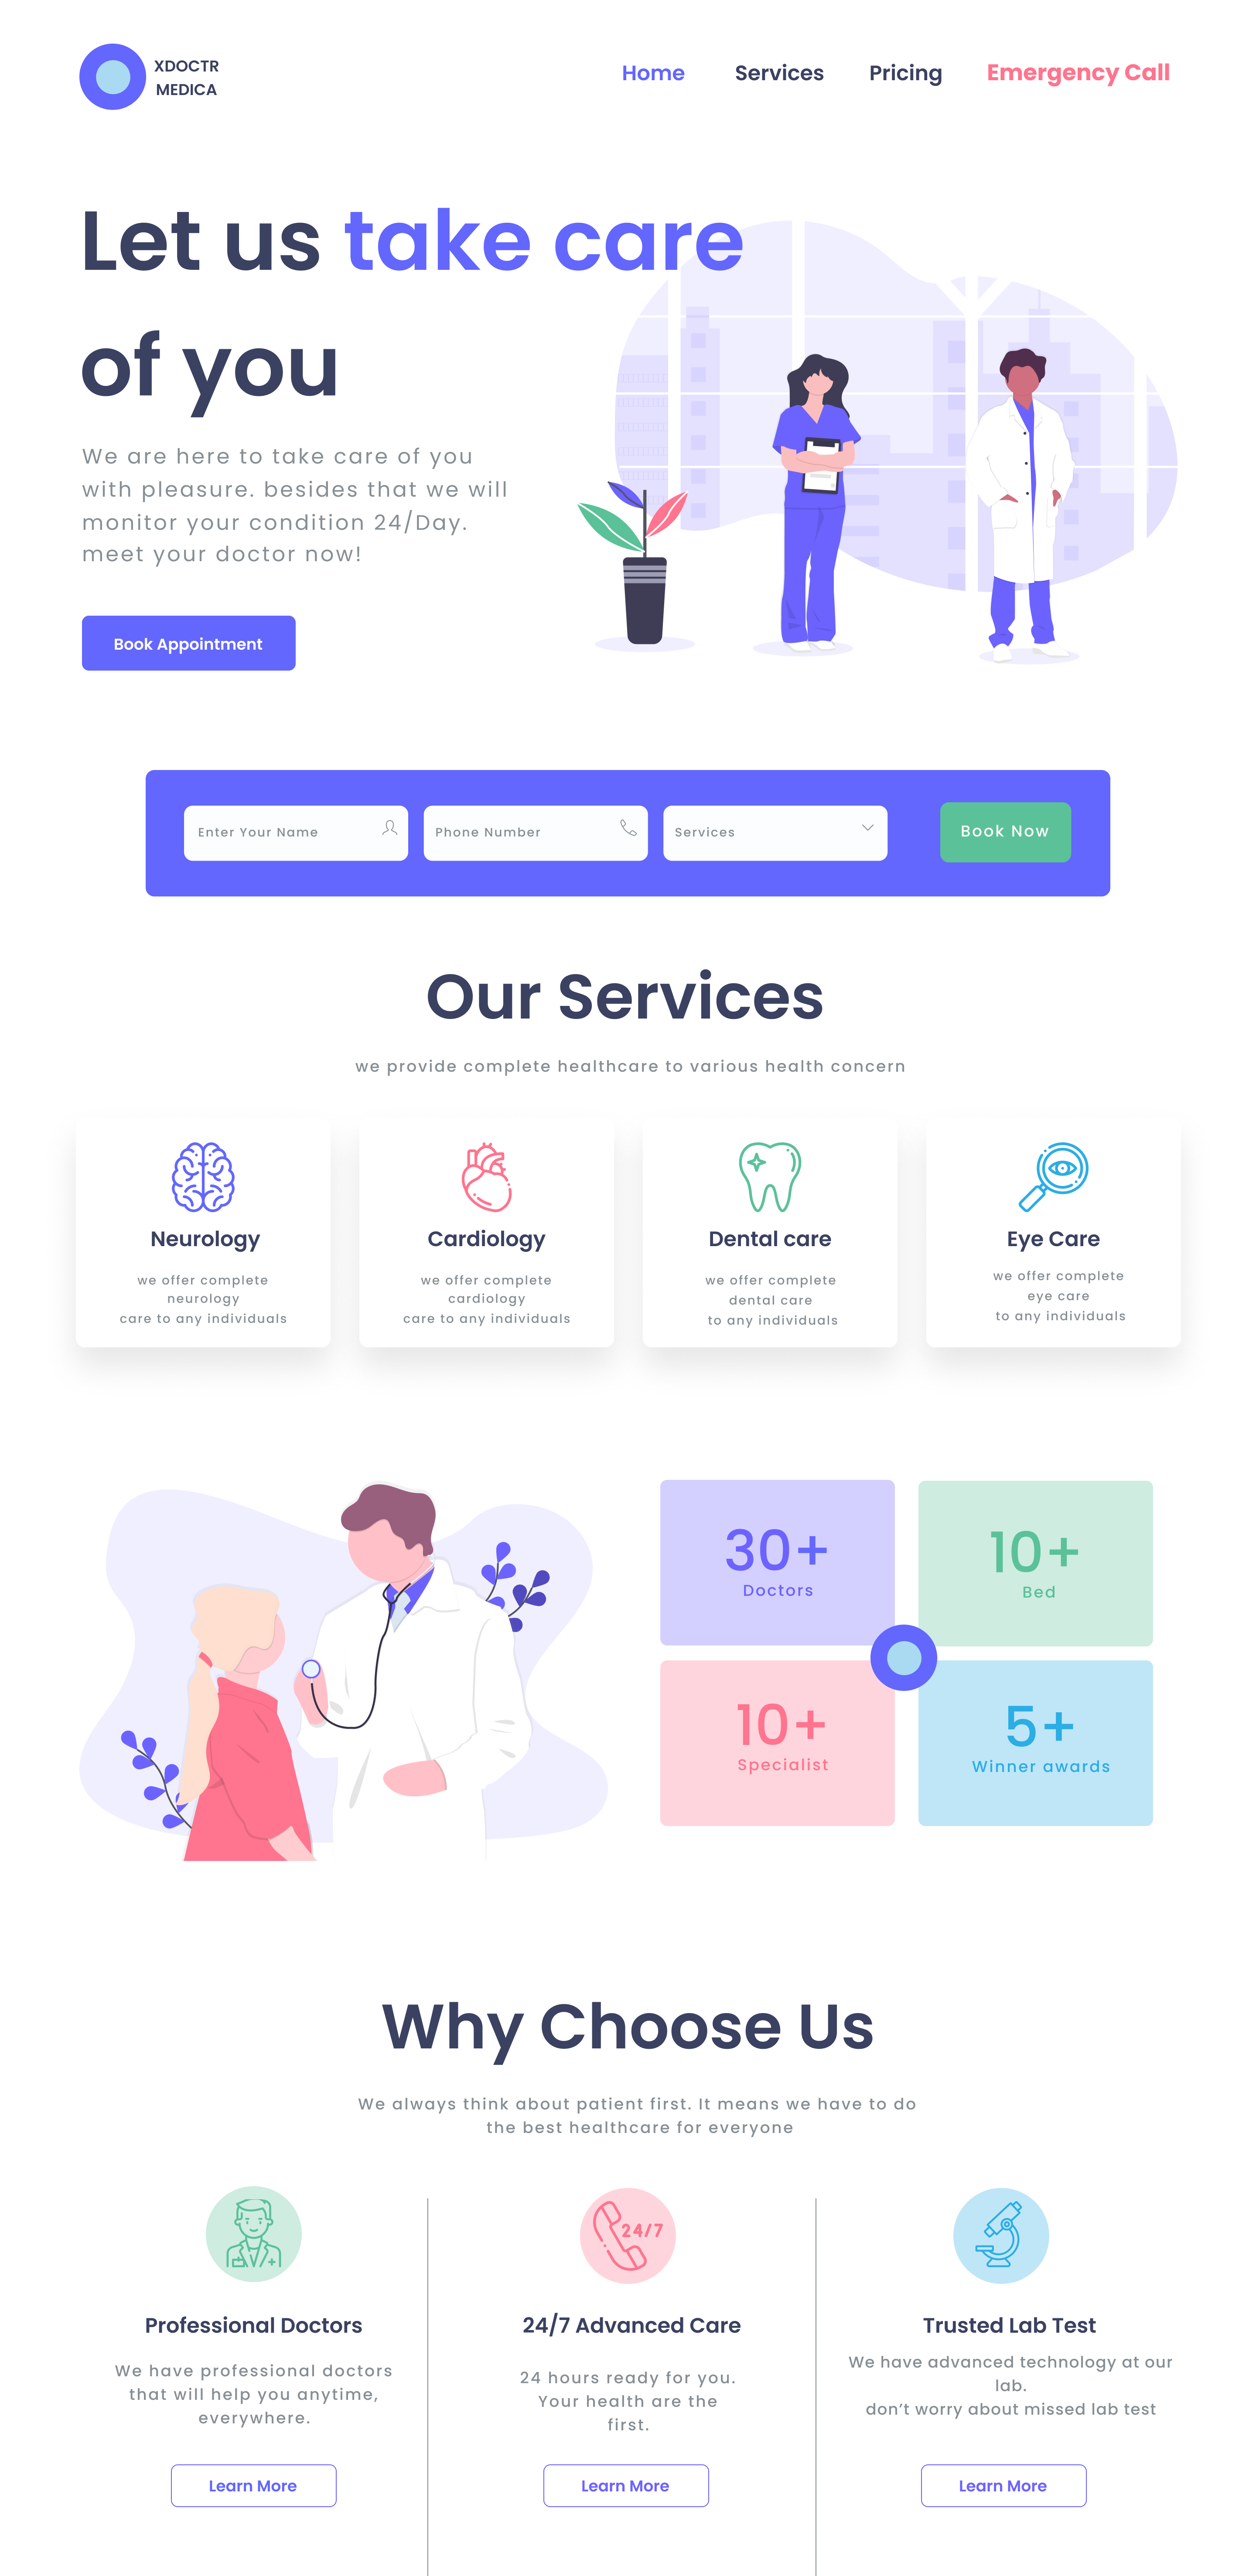 XDOCTR
MEDICA
Home Services Pricing Emergency Call
Let us take care
of you
We are here to take care of you
with pleasure. besides that we will
monitor your condition 24/Day.
meet your doctor now!
Book Appointment
Enter Your Name
Phone Number
Services
Book Now
Our Services
we provide complete healthcare to various health concern
Neurology
we offer complete
neurology
care to any individuals
Cardiology
we offer complete
cardiology
care to any individuals
Dental care
we offer complete
dental care
to any individuals
Eye Care
we offer complete
eye care
to any individuals
30+
Doctors
10+
Bed
10+
Specialist
5+
Winner awards
Why Choose Us
We always think about patient first. It means we have to do
the best healthcare for everyone
Professional Doctors
We have professional doctors
that will help you anytime,
everywhere.
Learn More
24/7
24/7 Advanced Care
24 hours ready for you.
Your health are the
first.
Learn More
Trusted Lab Test
We have advanced technology at our
lab.
don't worry about missed lab test
Learn More